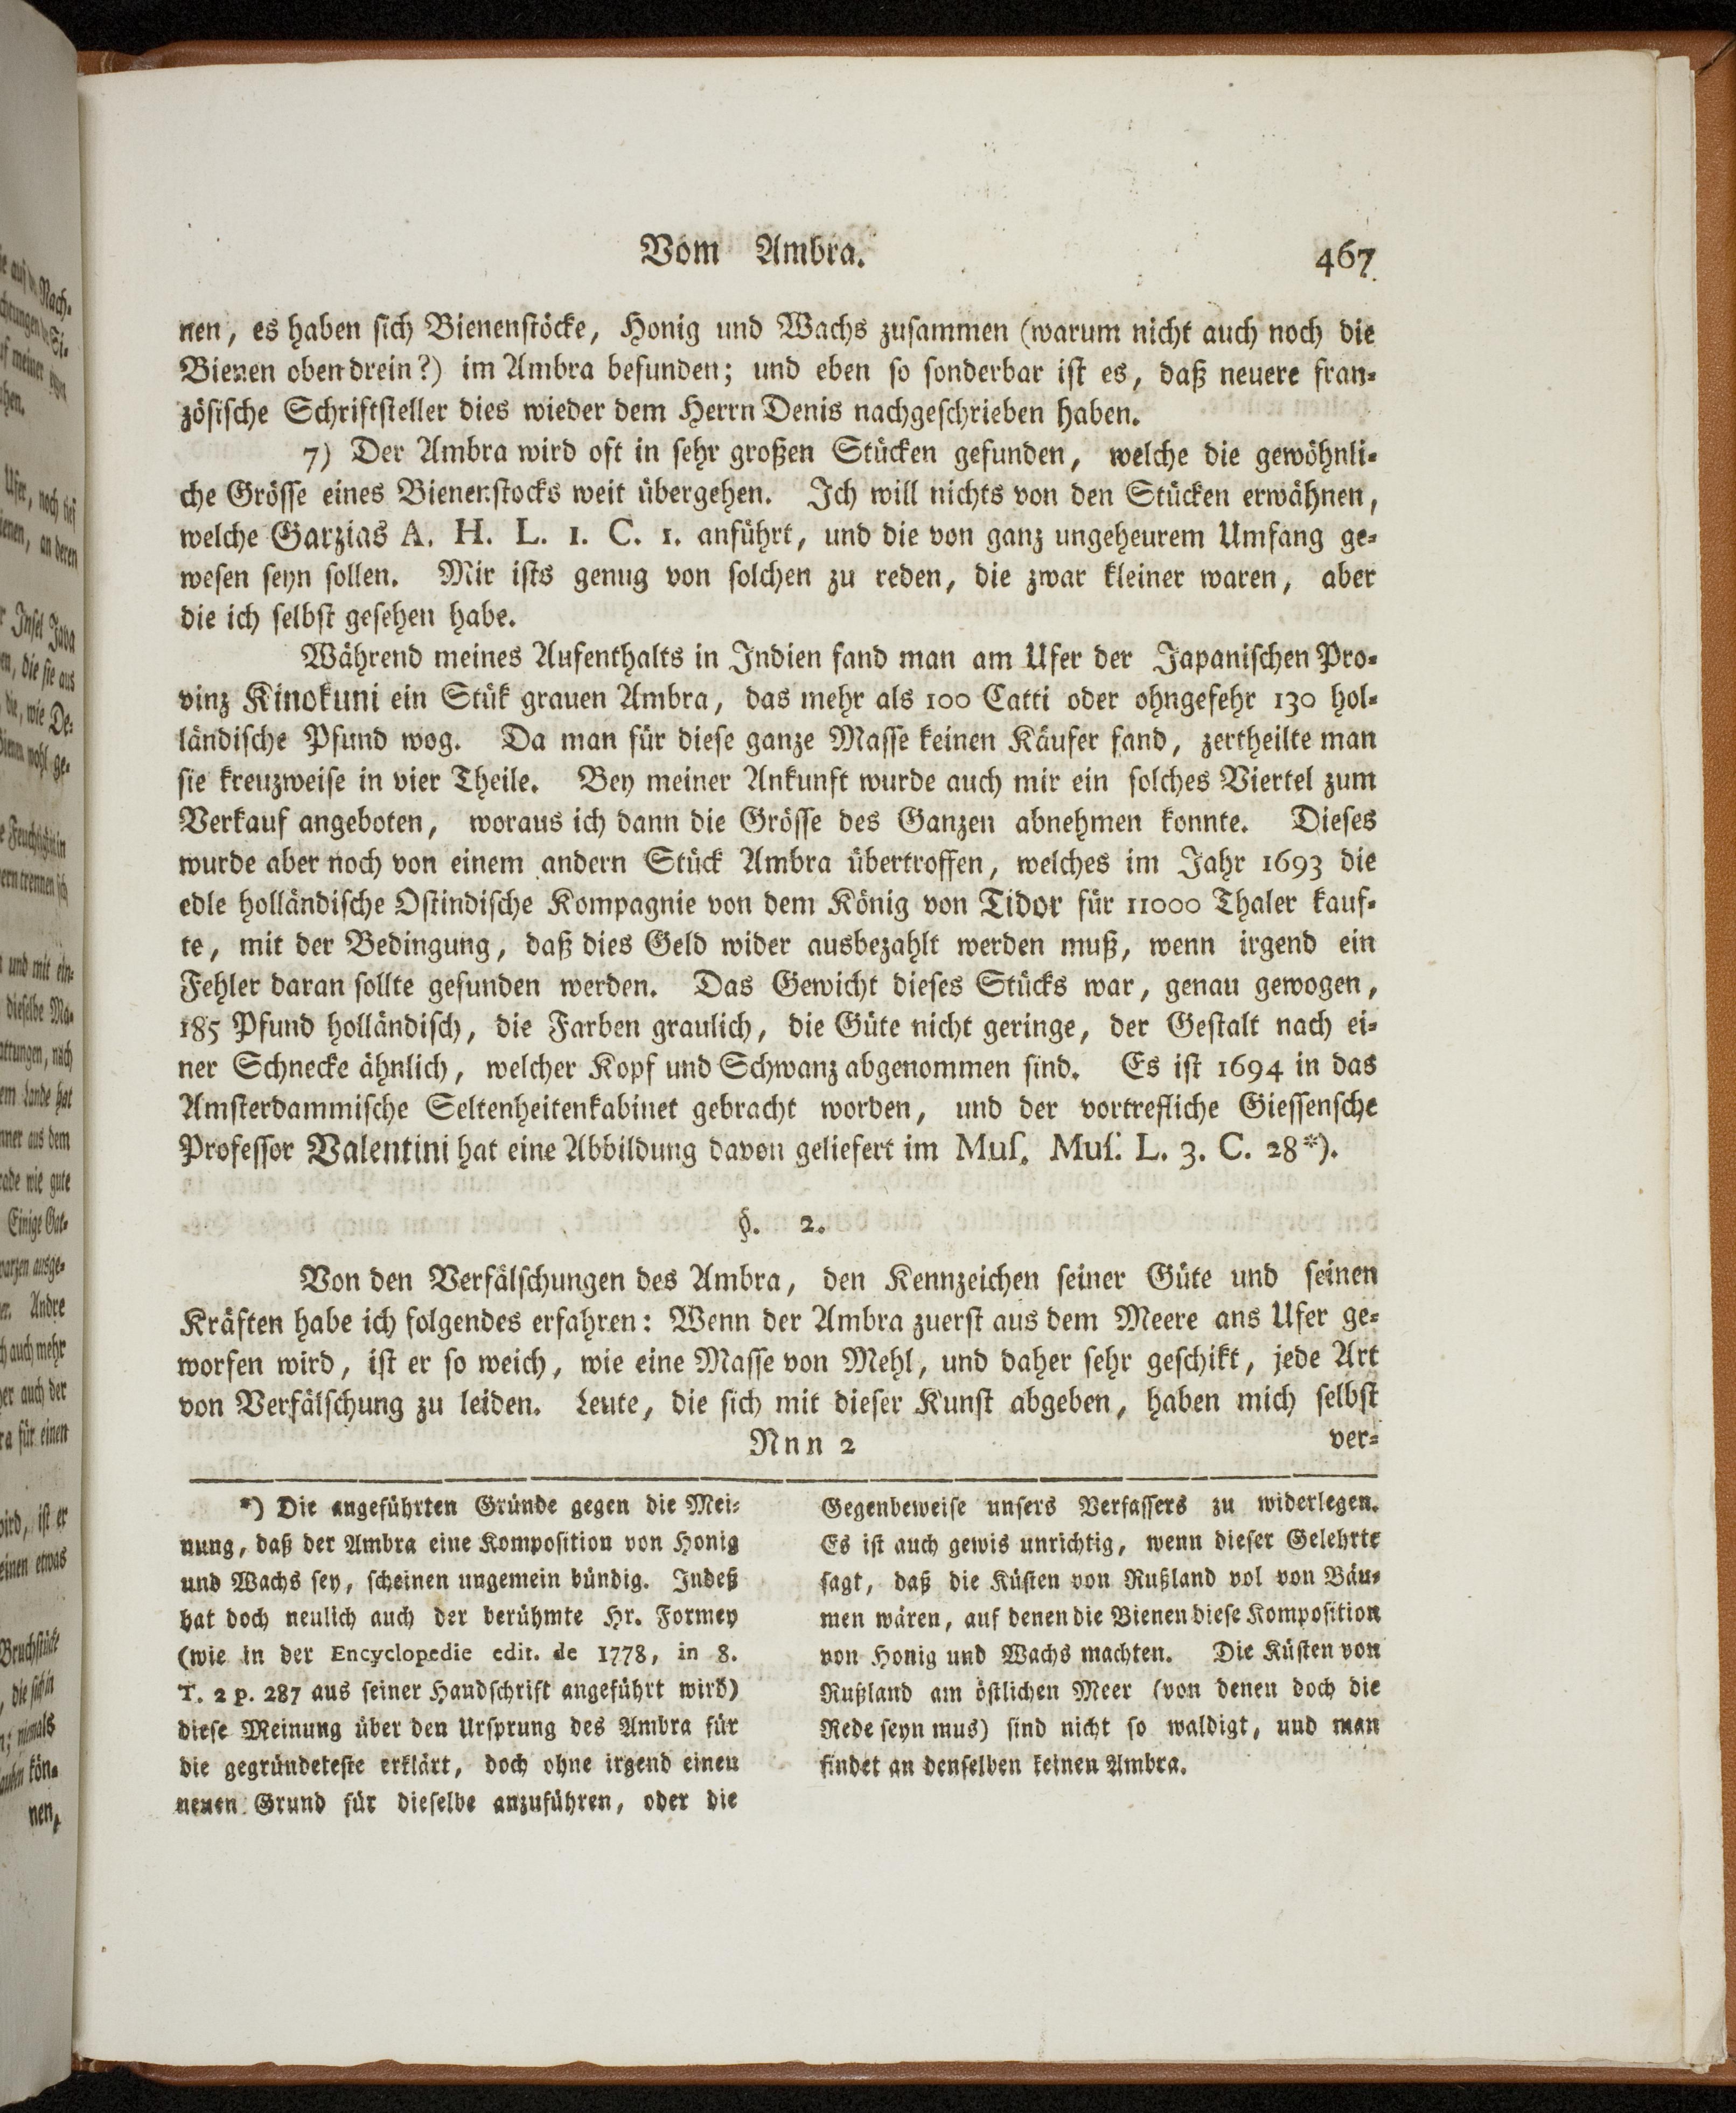 Vom Ambra. 467
nen, es haben sich Bienenstöcke, Honig und Wachs zusammen (warum nicht auch noch die
Bienen oben drein?) im Ambra befunden; und eben so sonderbar ist es, daß neuere fran-
zösische Schriftsteller dies wieder dem Herrn Denis nachgeschrieben haben.
7) Der Ambra wird oft in sehr großen Stücken gefunden, welche die gewöhnli-
che Grösse eines Bienenstocks weit übergehen. Ich will nichts von den Stücken erwähnen,
welche Garzias A. H. L. 1. C. 1. anführt, und die von ganz ungeheurem Umfang ge-
wesen seyn sollen. Mir ists genug von solchen zu reden, die zwar kleiner waren, aber
die ich selbst gesehen habe.
Während meines Aufenthalts in Indien fand man am Ufer der Japanischen Pro-
vinz Kinokuni ein Stük grauen Ambra, das mehr als 100 Catti oder ohngefehr 130 hol-
ländische Pfund wog. Da man für diese ganze Masse keinen Käufer fand, zertheilte man
sie kreuzweise in vier Theile. Bey meiner Ankunft wurde auch mir ein solches Viertel zum
Verkauf angeboten, woraus ich dann die Grösse des Ganzen abnehmen konnte. Dieses
wurde aber noch von einem andern Stück Ambra übertroffen, welches im Jahr 1693 die
edle holländische Ostindische Kompagnie von dem König von Tidor für 11000 Thaler kauf-
te, mit der Bedingung, daß dies Geld wider ausbezahlt werden muß, wenn irgend ein
Fehler daran sollte gefunden werden. Das Gewicht dieses Stücks war, genau gewogen,
185 Pfund holländisch, die Farben graulich, die Güte nicht geringe, der Gestalt nach ei-
ner Schnecke ähnlich, welcher Kopf und Schwanz abgenommen sind. Es ist 1694 in das
Amsterdammische Seltenheitenkabinet gebracht worden, und der vortrefliche Giessensche
Professor Valentini hat eine Abbildung davon geliefert im Muſ. Muſ. L. 3. C. 28*).
§. 2.
Von den Verfälschungen des Ambra, den Kennzeichen seiner Güte und seinen
Kräften habe ich folgendes erfahren: Wenn der Ambra zuerst aus dem Meere ans Ufer ge-
worfen wird, ist er so weich, wie eine Masse von Mehl, und daher sehr geschikt, jede Art
von Verfälschung zu leiden. Leute, die sich mit dieser Kunst abgeben, haben mich selbst
Nnn 2 ver-
*) Die angeführten Gründe gegen die Mei-
nung, daß der Ambra eine Komposition von Honig
und Wachs sey, scheinen ungemein bündig. Indeß
hat doch neulich auch der berühmte Hr. Formey
(wie in der Encyclopedie edit. de 1778, in 8.
T. 2 p. 287 aus seiner Handschrift angeführt wird)
diese Meinung über den Ursprung des Ambra für
die gegründeteste erklärt, doch ohne irgend einen
neuen Grund für dieselbe anzuführen, oder die
Gegenbeweise unsers Verfassers zu widerlegen.
Es ist auch gewis unrichtig, wenn dieser Gelehrte
sagt, daß die Küsten von Rußland vol von Bäu-
men wären, auf denen die Bienen diese Komposition
von Honig und Wachs machten. Die Küsten von
Rußland am östlichen Meer (von denen doch die
Rede seyn mus) sind nicht so waldigt, und man
findet an denselben keinen Ambra.